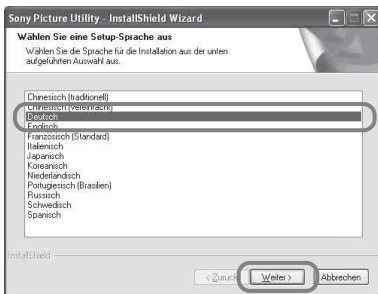 Sony Picture Utility - InstallShield Wizard
Wählen Sie eine Setup-Sprache aus
Wählen Sie die Sprache für die Installation aus der unten
aufgeführten Auswahl aus.
Chinesisch (traditionell)
Chinesisch (vereinfacht)
Deutsch
Englisch
Französisch (Standard)
Italienisch
Japanisch
Koreanisch
Niederländisch
Portugiesisch (Brasilien)
Russisch
Schwedisch
Spanisch
InstallShield
< Zurück
Weiter >
Abbrechen